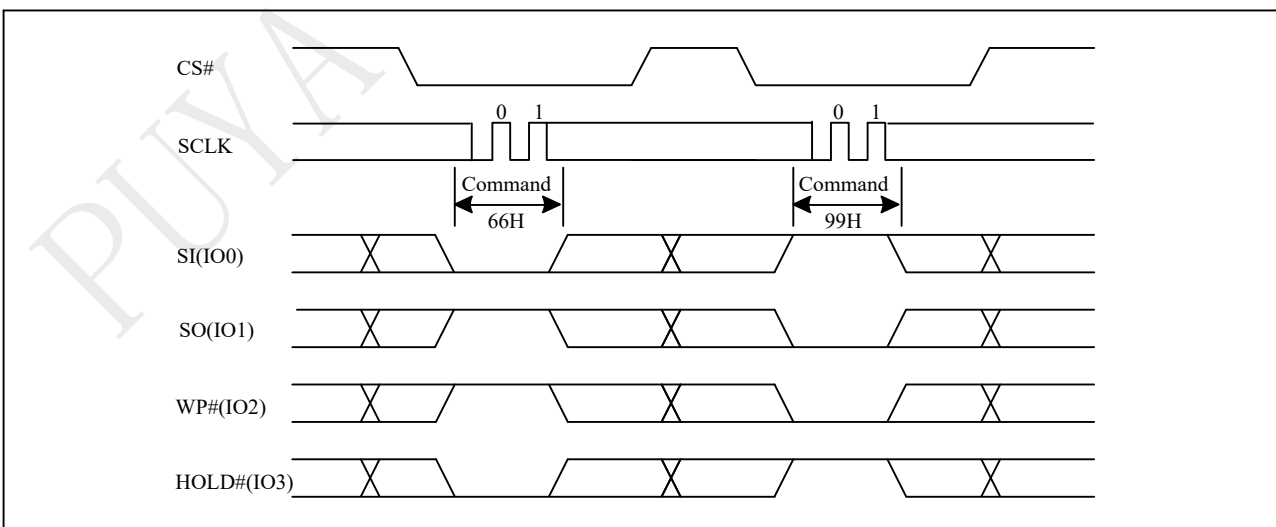 PUYA
CS#
0 1 0 1
SCLK
Command Command
66H 99H
SI(IO0)
SO(IO1)
WP#(IO2)
HOLD#(IO3)